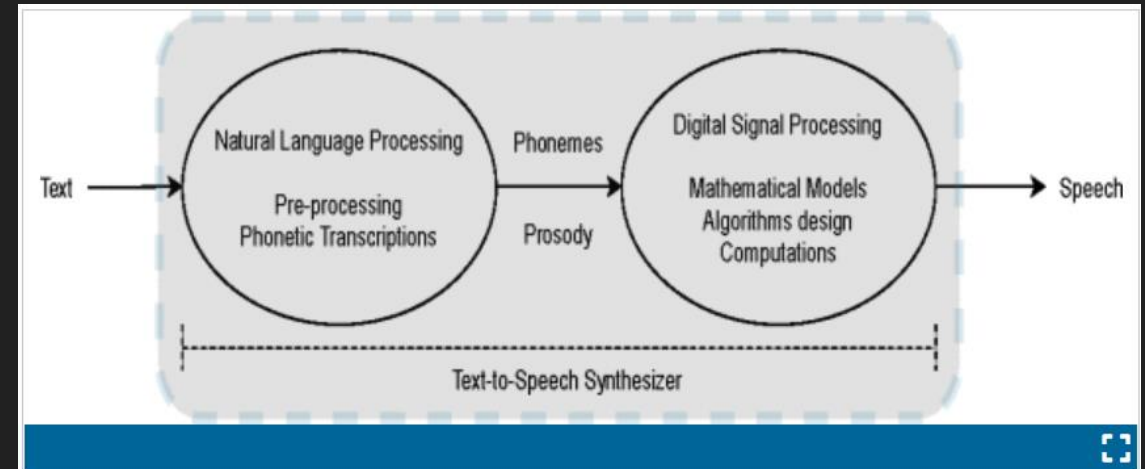 Text
Natural Language Processing
Pre-processing
Phonetic Transcriptions
Phonemes
Prosody
Digital Signal Processing
Mathematical Models
Algorithms design
Computations
Speech
Text-to-Speech Synthesizer